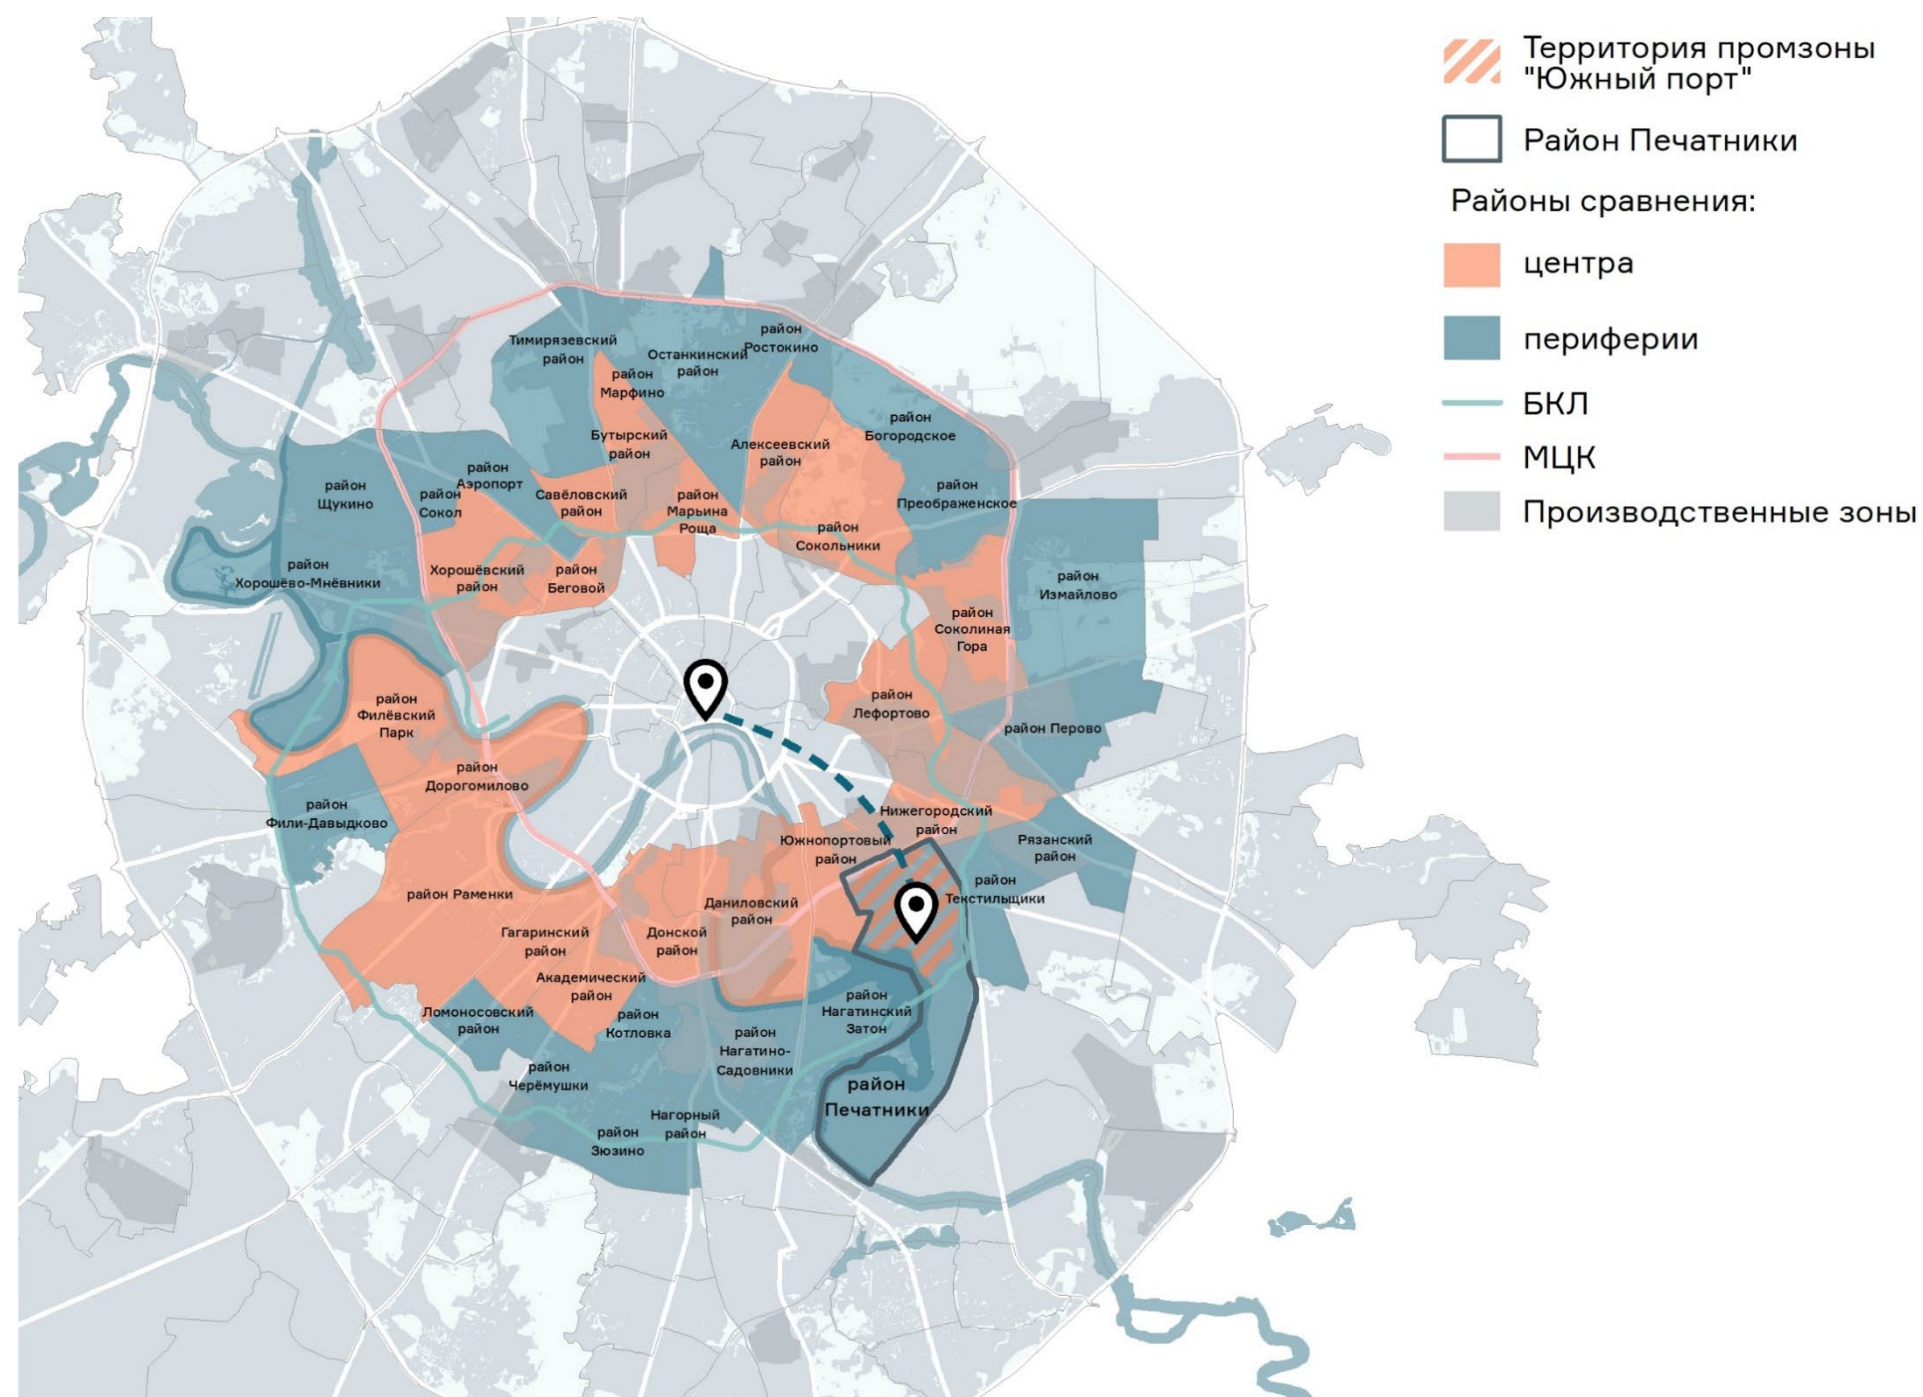 Территория промзоны
"Южный порт"
Район Печатники
Районы сравнения:
центра
периферии
БКЛ
МЦК
Производственные зоны
Тимирязевский
район
район
Ростокино
Останкинский
район
район
Марфино
Бутырский
район
Алексеевский
район
район
Богородское
район
Аэропорт
район
Щукино
район
Сокол
Савёловский
район
район
Марьина
Роща
район
Преображенское
район
Сокольники
район
Хорошёво-Мнёвники
Хорошёвский
район
район
Беговой
район
Измайлово
район
Соколиная
Гора
район
Филёвский
Парк
район
Лефортово
район Перово
район
Дорогомилово
район
Фили-Давыдково
Нижегородский
район
Южнопортовый
район
Рязанский
район
район
Текстильщики
район Раменки
Даниловский
район
Гагаринский
район
Донской
район
Академический
район
Ломоносовский
район
район
Котловка
район
Нагатинский
Затон
район
Нагатино-
Садовники
район
Черёмушки
район
Печатники
Нагорный
район
район
Зюзино